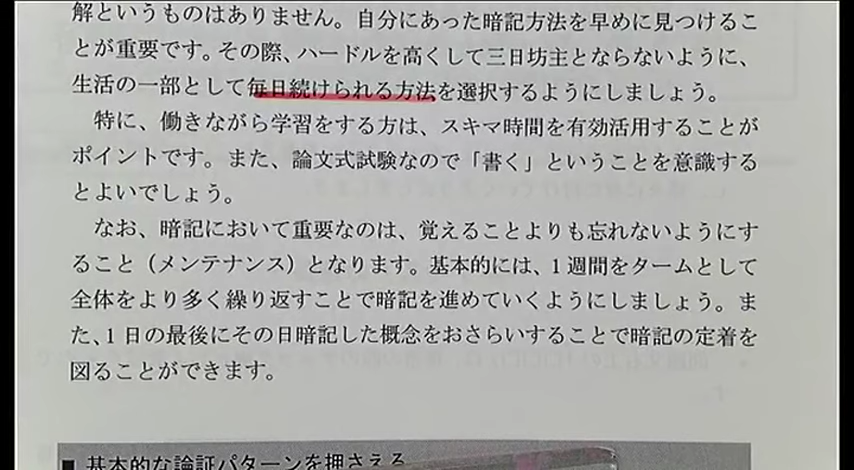 解というものはありません。自分にあった暗記方法を早めに見つけるこ
とが重要です。その際、ハードルを高くして三日坊主とならないように、
生活の一部として毎日続けられる方法を選択するようにしましょう。
特に、働きながら学習をする方は、スキマ時間を有効活用することが
ポイントです。また、論文式試験なので「書く」ということを意識する
とよいでしょう。
なお、暗記において重要なのは、覚えることよりも忘れないようにす
ること（メンテナンス）となります。基本的には、1週間をタームとして
全体をより多く繰り返すことで暗記を進めていくようにしましょう。ま
た、1日の最後にその日暗記した概念をおさらいすることで暗記の定着を
図ることができます。
■ 基本的な論証パターンを押さえる